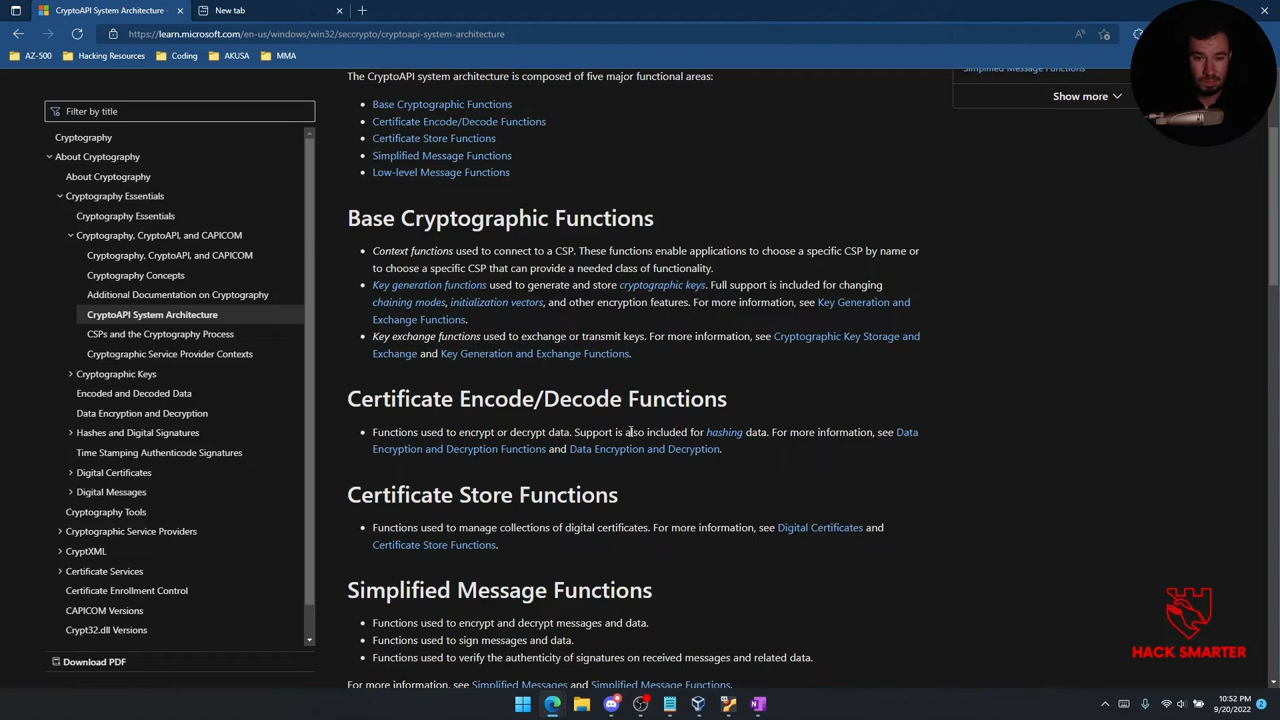 CryptoAPI System Architecture
New tab
https://learn.microsoft.com/en-us/windows/win32/seccrypto/cryptoapi-system-architecture
AZ-500
Hacking Resources
Coding
AKUSA
MMA
The CryptoAPI system architecture is composed of five major functional areas:
Simplified Message Functions
Show more
Filter by title
Base Cryptographic Functions
Certificate Encode/Decode Functions
Certificate Store Functions
Simplified Message Functions
Low-level Message Functions
Cryptography
About Cryptography
About Cryptography
Cryptography Essentials
Cryptography Essentials
Cryptography, CryptoAPI, and CAPICOM
Cryptography, CryptoAPI, and CAPICOM
Cryptography Concepts
Additional Documentation on Cryptography
CryptoAPI System Architecture
CSPs and the Cryptography Process
Cryptographic Service Provider Contexts
Cryptographic Keys
Encoded and Decoded Data
Data Encryption and Decryption
Hashes and Digital Signatures
Time Stamping Authenticode Signatures
Digital Certificates
Digital Messages
Cryptography Tools
Cryptographic Service Providers
CryptXML
Certificate Services
Certificate Enrollment Control
CAPICOM Versions
Crypt32.dll Versions
Download PDF
Base Cryptographic Functions
Context functions used to connect to a CSP. These functions enable applications to choose a specific CSP by name or
to choose a specific CSP that can provide a needed class of functionality.
Key generation functions used to generate and store cryptographic keys. Full support is included for changing
chaining modes, initialization vectors, and other encryption features. For more information, see Key Generation and
Exchange Functions.
Key exchange functions used to exchange or transmit keys. For more information, see Cryptographic Key Storage and
Exchange and Key Generation and Exchange Functions.
Certificate Encode/Decode Functions
Functions used to encrypt or decrypt data. Support is also included for hashing data. For more information, see Data
Encryption and Decryption Functions and Data Encryption and Decryption.
Certificate Store Functions
Functions used to manage collections of digital certificates. For more information, see Digital Certificates and
Certificate Store Functions.
Simplified Message Functions
Functions used to encrypt and decrypt messages and data.
Functions used to sign messages and data.
Functions used to verify the authenticity of signatures on received messages and related data.
For more information, see Simplified Messages and Simplified Message Functions.
HACK SMARTER
10:52 PM
9/20/2022
2